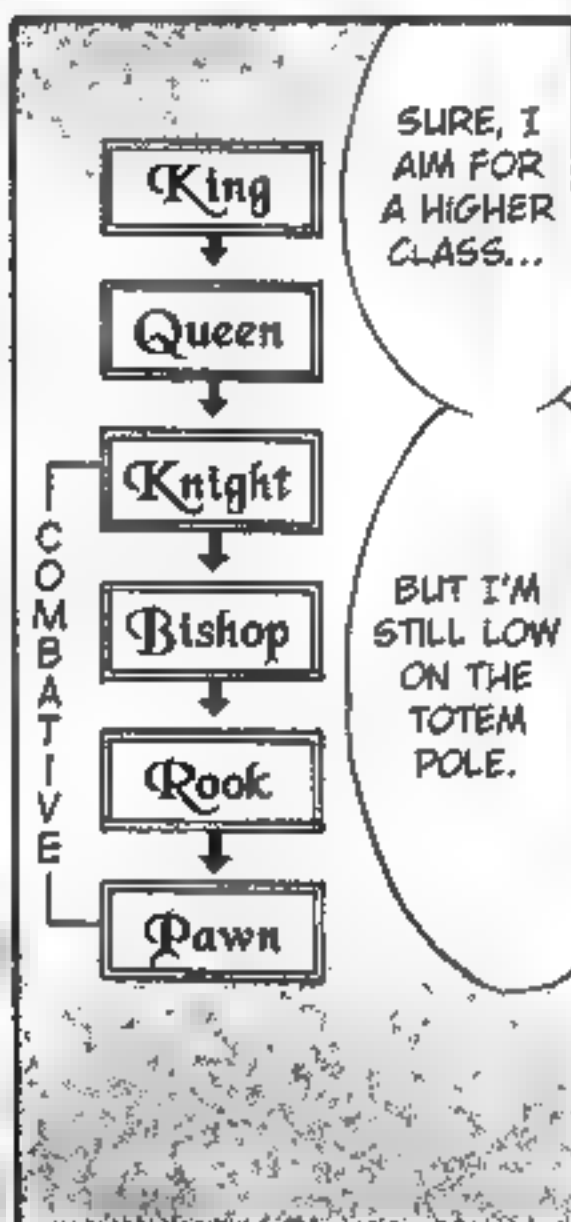 SURE, I
AIM FOR
A HIGHER
CLASS...
King
Queen
Knight
Bishop
Rook
Pawn
COMBATIVE
BUT I'M
STILL LOW
ON THE
TOTEM
POLE.